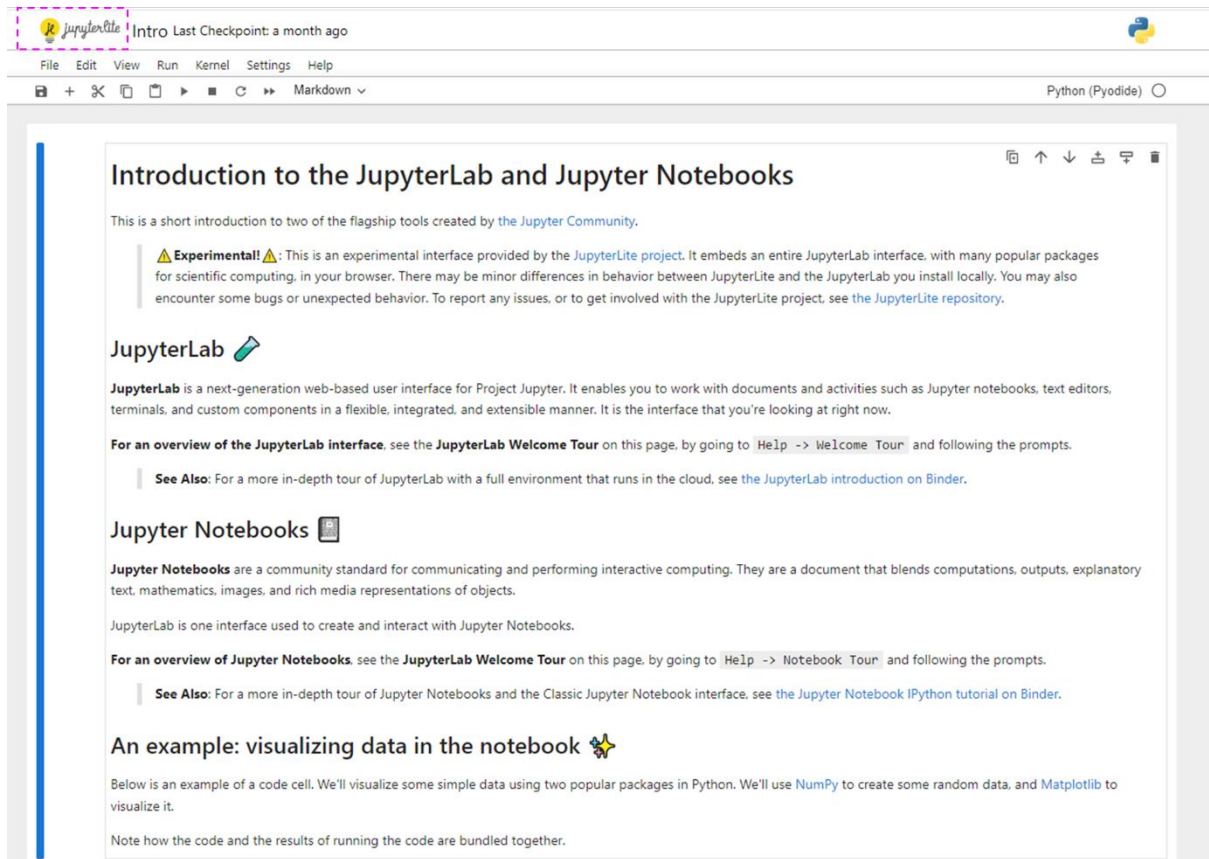 jupyterlite Intro Last Checkpoint: a month ago
File Edit View Run Kernel Settings Help
Markdown Python (Pyodide)
Introduction to the JupyterLab and Jupyter Notebooks
This is a short introduction to two of the flagship tools created by the Jupyter Community.
⚠Experimental!⚠: This is an experimental interface provided by the JupyterLite project. It embeds an entire JupyterLab interface, with many popular packages
for scientific computing, in your browser. There may be minor differences in behavior between JupyterLite and the JupyterLab you install locally. You may also
encounter some bugs or unexpected behavior. To report any issues, or to get involved with the JupyterLite project, see the JupyterLite repository.
JupyterLab
JupyterLab is a next-generation web-based user interface for Project Jupyter. It enables you to work with documents and activities such as Jupyter notebooks, text editors,
terminals, and custom components in a flexible, integrated, and extensible manner. It is the interface that you're looking at right now.
For an overview of the JupyterLab interface, see the JupyterLab Welcome Tour on this page, by going to Help -> Welcome Tour and following the prompts.
See Also: For a more in-depth tour of JupyterLab with a full environment that runs in the cloud, see the JupyterLab introduction on Binder.
Jupyter Notebooks
Jupyter Notebooks are a community standard for communicating and performing interactive computing. They are a document that blends computations, outputs, explanatory
text, mathematics, images, and rich media representations of objects.
JupyterLab is one interface used to create and interact with Jupyter Notebooks.
For an overview of Jupyter Notebooks, see the JupyterLab Welcome Tour on this page, by going to Help -> Notebook Tour and following the prompts.
See Also: For a more in-depth tour of Jupyter Notebooks and the Classic Jupyter Notebook interface, see the Jupyter Notebook IPython tutorial on Binder.
An example: visualizing data in the notebook
Below is an example of a code cell. We'll visualize some simple data using two popular packages in Python. We'll use NumPy to create some random data, and Matplotlib to
visualize it.
Note how the code and the results of running the code are bundled together.